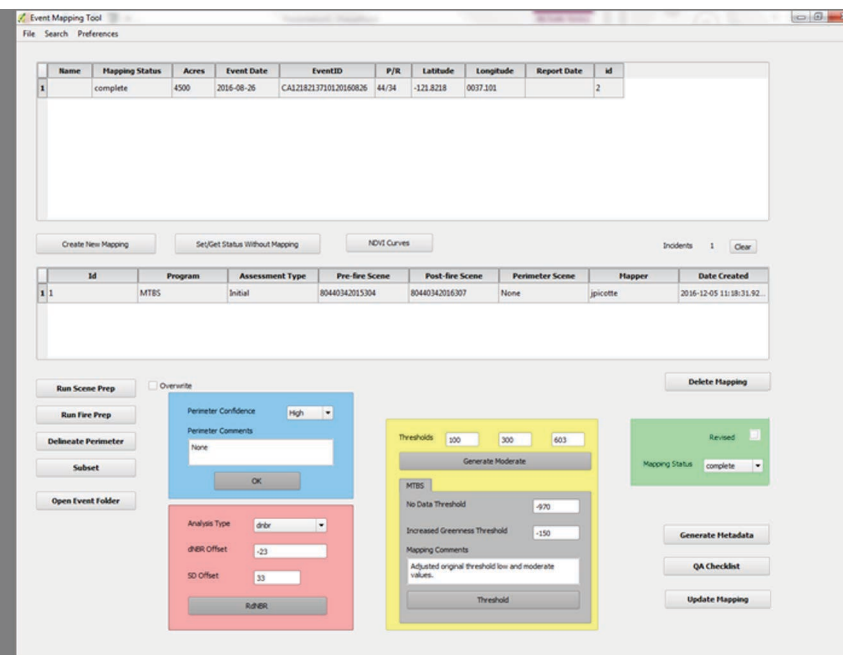 Event Mapping Tool
File Search Preferences
Name Mapping Status Acres Event Date EventID P/R Latitude Longitude Report Date id
1 complete 4500 2016-08-26 CA1218213710120160826 44/34 -121.8218 0037.101 2
Create New Mapping Set/Get Status Without Mapping NDVI Curves Incidents 1 Clear
Id Program Assessment Type Pre-fire Scene Post-fire Scene Perimeter Scene Mapper Date Created
1 1 MTBS Initial 80440342015304 80440342016307 None jpicotte 2016-12-05 11:18:31.92...
Run Scene Prep Overwrite Delete Mapping
Run Fire Prep
Delineate Perimeter
Subset
Open Event Folder
Perimeter Confidence High
Perimeter Comments
None
OK
Analysis Type dnbr
dNBR Offset -23
SD Offset 33
RdNBR
Thresholds 100 300 603
Generate Moderate
MTBS
No Data Threshold -970
Increased Greenness Threshold -150
Mapping Comments
Adjusted original threshold low and moderate
values.
Threshold
Revised
Mapping Status complete
Generate Metadata
QA Checklist
Update Mapping